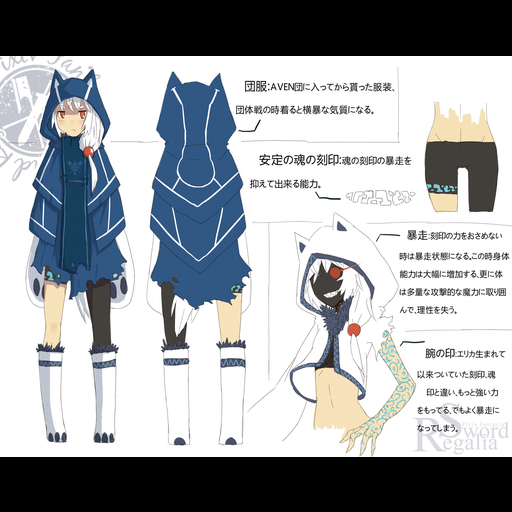 団服:AVEN団に入ってから貰った服装、
団体戦の時着ると横暴な気質になる。
安定の魂の刻印:魂の刻印の暴走を
抑えて出来る能力。
暴走:刻印の力をおさめない
時は暴走状態になる。この時身体
能力は大幅に増加する。更に体
は多量な攻撃的な魔力に取り囲
んで、理性を失う。
腕の印:エリカ生まれて
以来ついていた刻印、魂
印と違い、もっと強い力
をもってる、でもよく暴走に
なってしまう。
Sword
Regalia